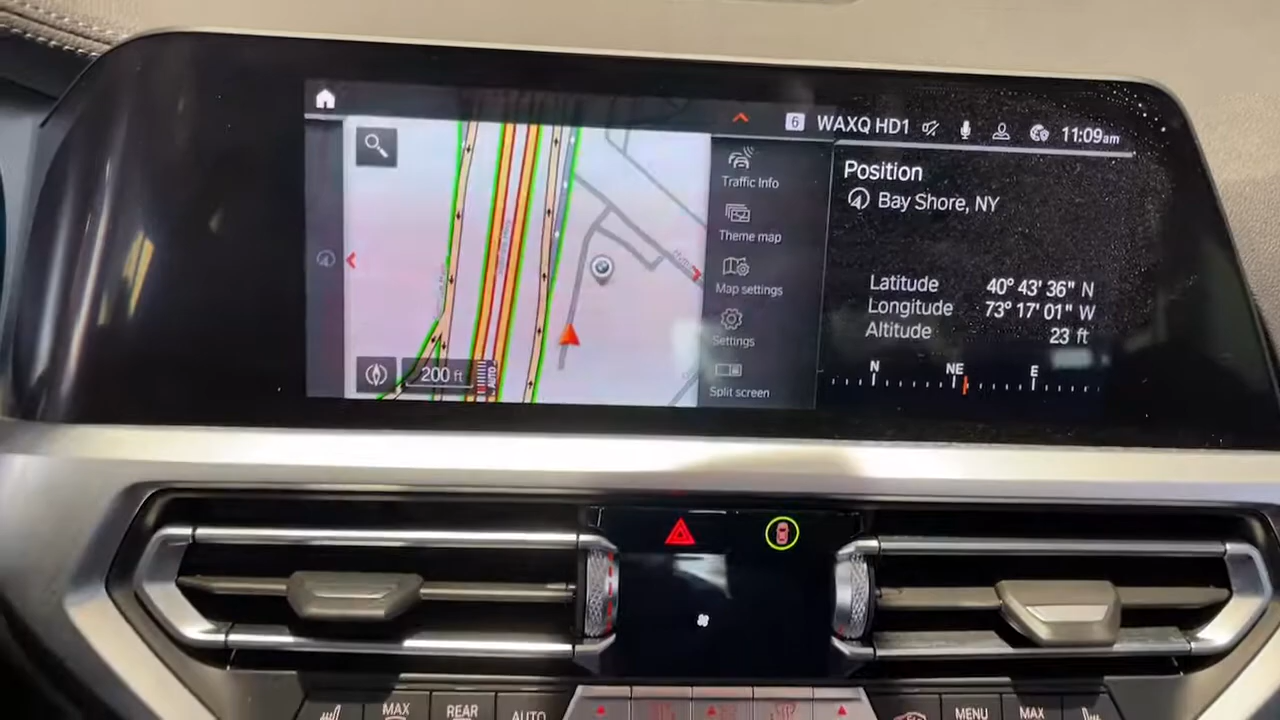 6 WAXQ HD1 11:09am
Traffic Info
Theme map
Map settings
Settings
Split screen
200 ft
AUTO
Position
Bay Shore, NY
Latitude 40° 43' 36" N
Longitude 73° 17' 01" W
Altitude 23 ft
N NE E
MAX
REAR
AUTO
MENU
MAX